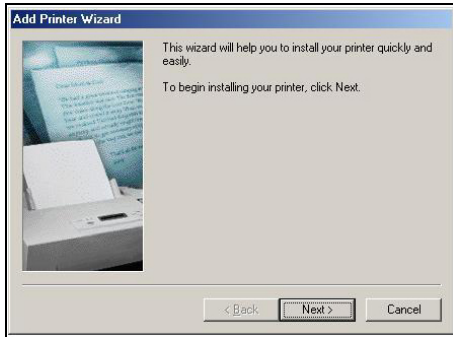 Add Printer Wizard
This wizard will help you to install your printer quickly and
easily.
To begin installing your printer, click Next.
< Back
Next >
Cancel